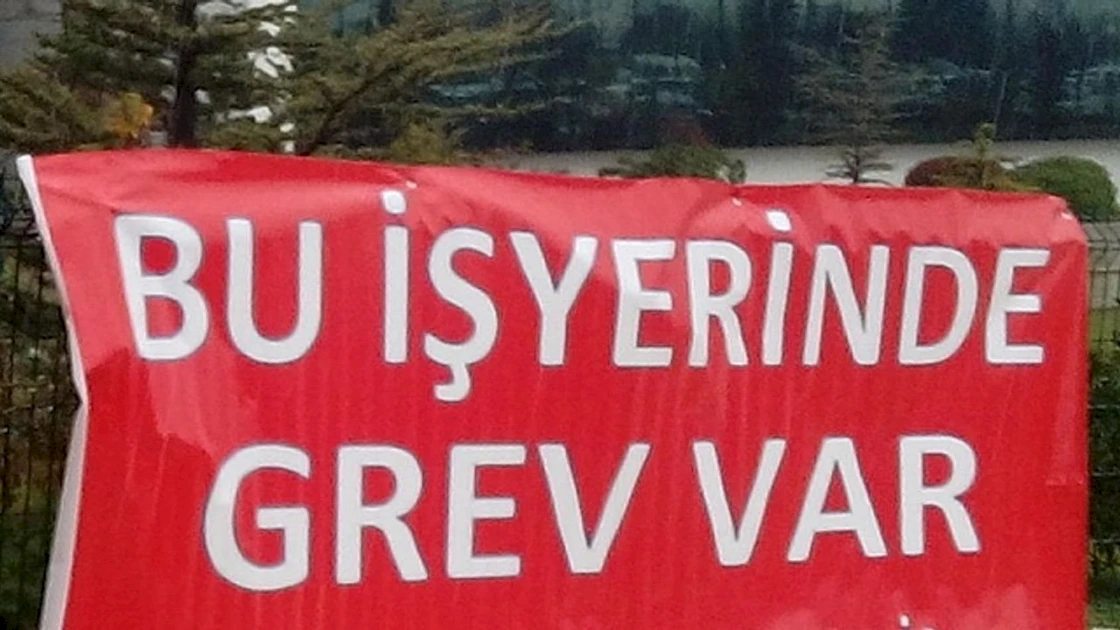 BU İŞYERİNDE
GREV VAR